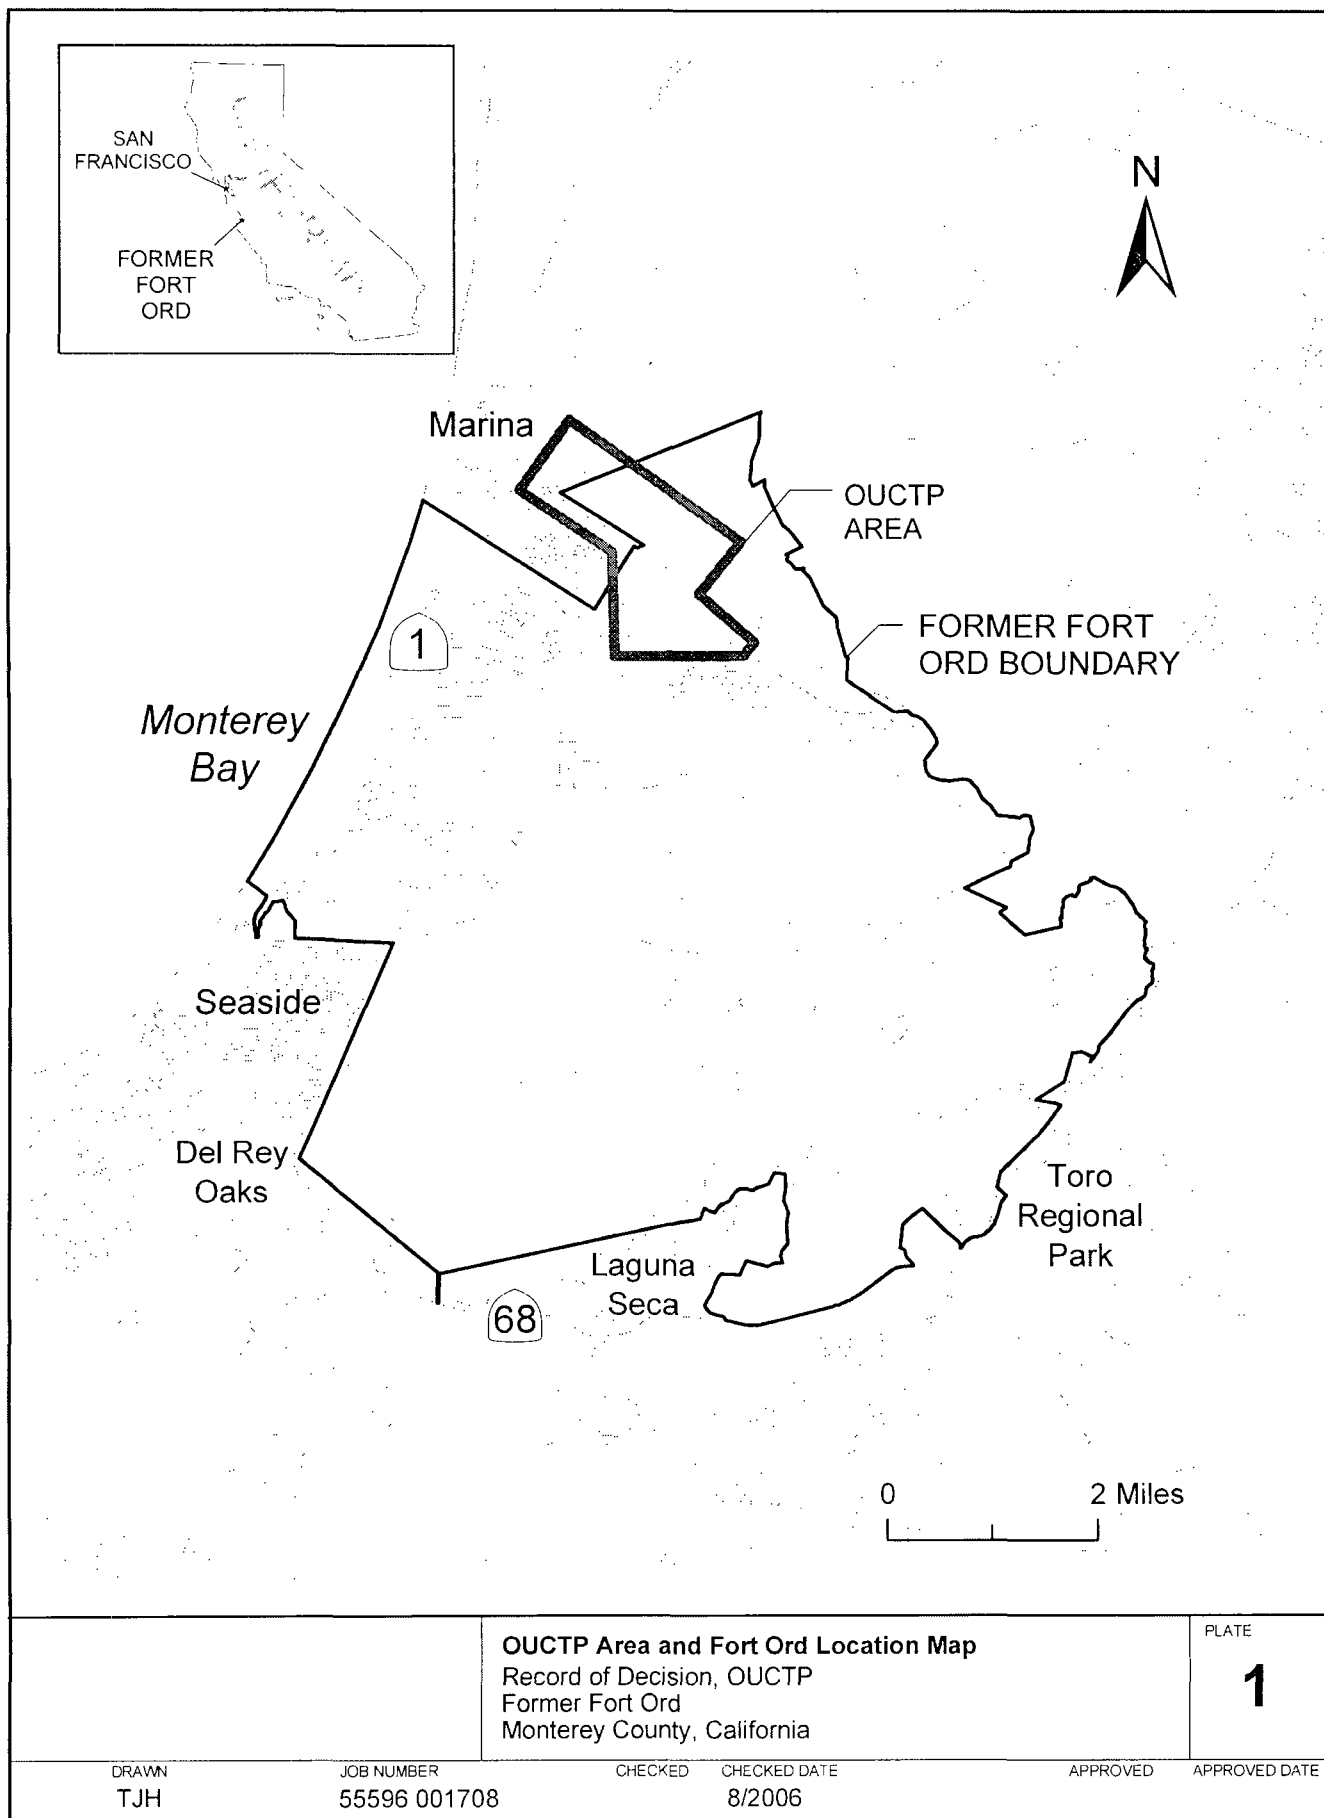 SAN
FRANCISCO
FORMER
FORT
ORD
N
Marina
OUCTP
AREA
1
FORMER FORT
ORD BOUNDARY
Monterey
Bay
Seaside
Del Rey
Oaks
Toro
Regional
Park
Laguna
Seca
68
0 2 Miles
OUCTP Area and Fort Ord Location Map
Record of Decision, OUCTP
Former Fort Ord
Monterey County, California
PLATE
1
DRAWN JOB NUMBER CHECKED CHECKED DATE APPROVED APPROVED DATE
TJH 55596 001708 8/2006